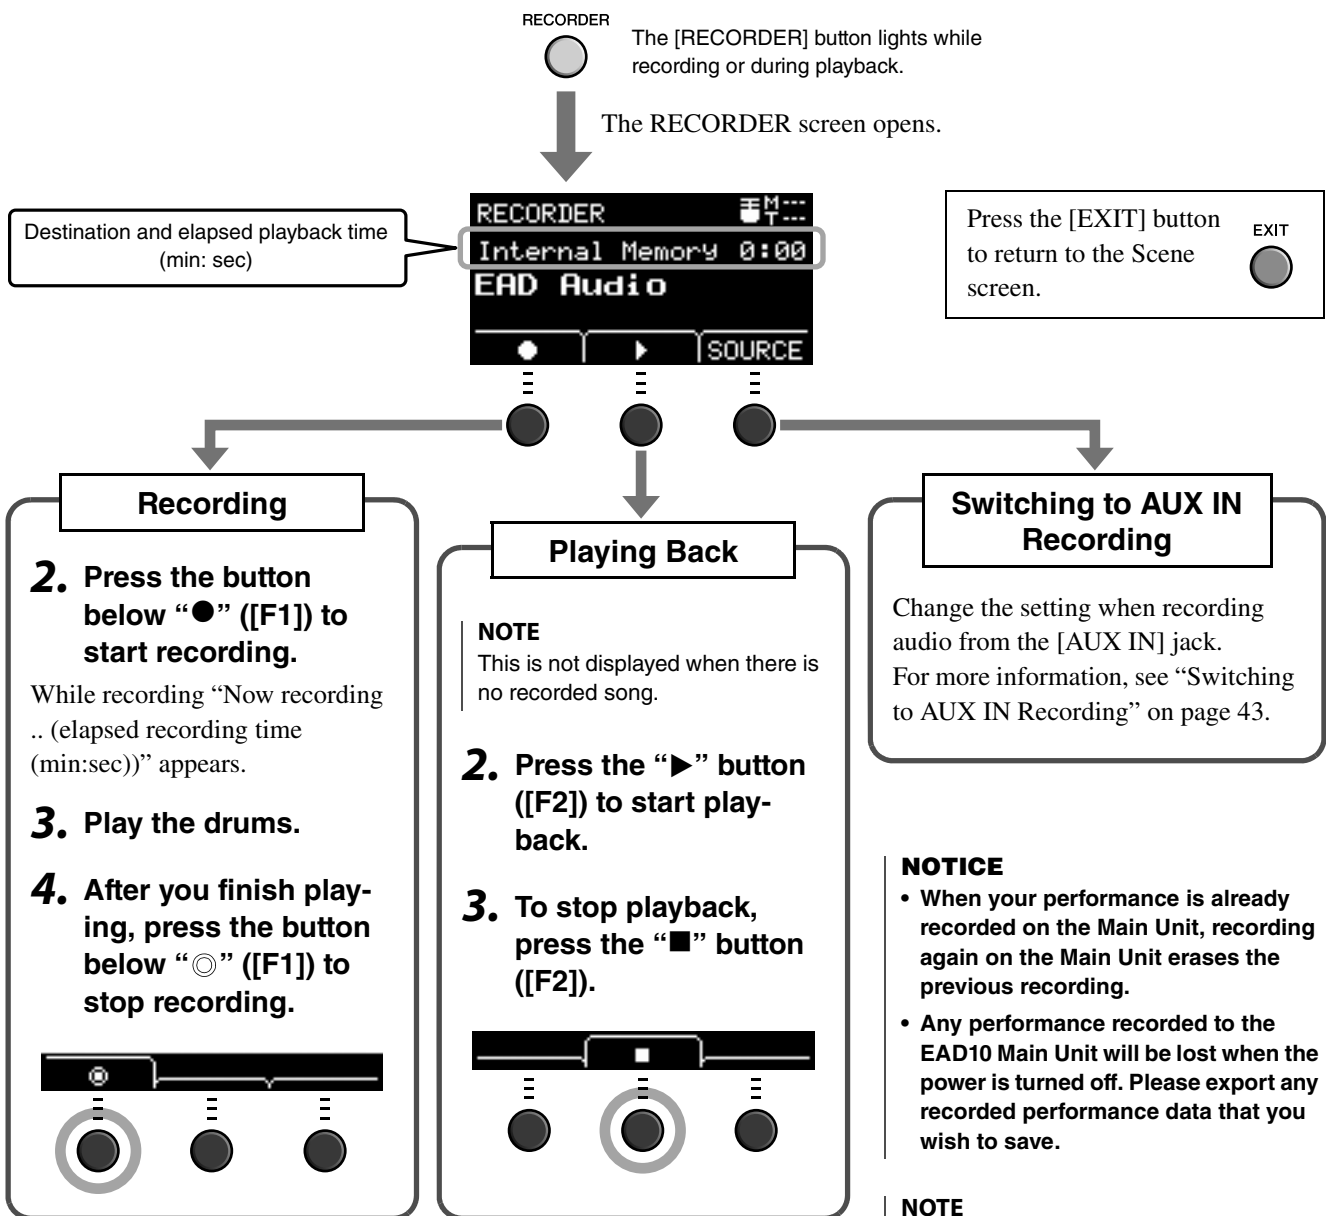 RECORDER
The [RECORDER] button lights while
recording or during playback.
The RECORDER screen opens.
Destination and elapsed playback time
(min: sec)
RECORDER M---
T---
Internal Memory 0:00
EAD Audio
● ▶ SOURCE
Press the [EXIT] button
to return to the Scene
screen.
EXIT
Recording
2. Press the button
below “●” ([F1]) to
start recording.
While recording “Now recording
.. (elapsed recording time
(min:sec))” appears.
3. Play the drums.
4. After you finish play-
ing, press the button
below “◎” ([F1]) to
stop recording.
Playing Back
NOTE
This is not displayed when there is
no recorded song.
2. Press the “▶” button
([F2]) to start play-
back.
3. To stop playback,
press the “■” button
([F2]).
Switching to AUX IN
Recording
Change the setting when recording
audio from the [AUX IN] jack.
For more information, see “Switching
to AUX IN Recording” on page 43.
NOTICE
• When your performance is already
recorded on the Main Unit, recording
again on the Main Unit erases the
previous recording.
• Any performance recorded to the
EAD10 Main Unit will be lost when the
power is turned off. Please export any
recorded performance data that you
wish to save.
NOTE